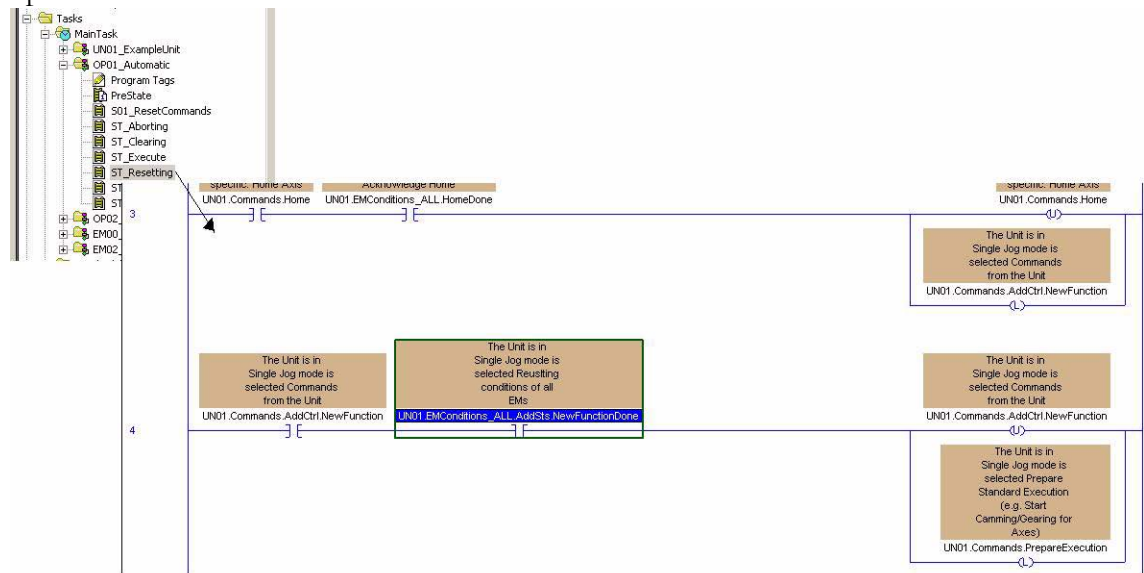 Tasks
MainTask
UN01_ExampleUnit
OP01_Automatic
Program Tags
PreState
S01_ResetCommands
ST_Aborting
ST_Clearing
ST_Execute
ST_Resetting
ST
ST
OP02
EM00
EM02
specific: Home Axis
UN01.Commands.Home
Acknowledge Home
UN01.EMConditions_ALL.HomeDone
specific: Home Axis
UN01.Commands.Home
3
U
The Unit is in
Single Jog mode is
selected Commands
from the Unit
UN01.Commands.AddCtrl.NewFunction
L
The Unit is in
Single Jog mode is
selected Commands
from the Unit
UN01.Commands.AddCtrl.NewFunction
The Unit is in
Single Jog mode is
selected Reuslting
conditions of all
EMs
UN01.EMConditions_ALL.AddSts.NewFunctionDone
The Unit is in
Single Jog mode is
selected Commands
from the Unit
UN01.Commands.AddCtrl.NewFunction
4
U
The Unit is in
Single Jog mode is
selected Prepare
Standard Execution
(e.g. Start
Camming/Gearing for
Axes)
UN01.Commands.PrepareExecution
L